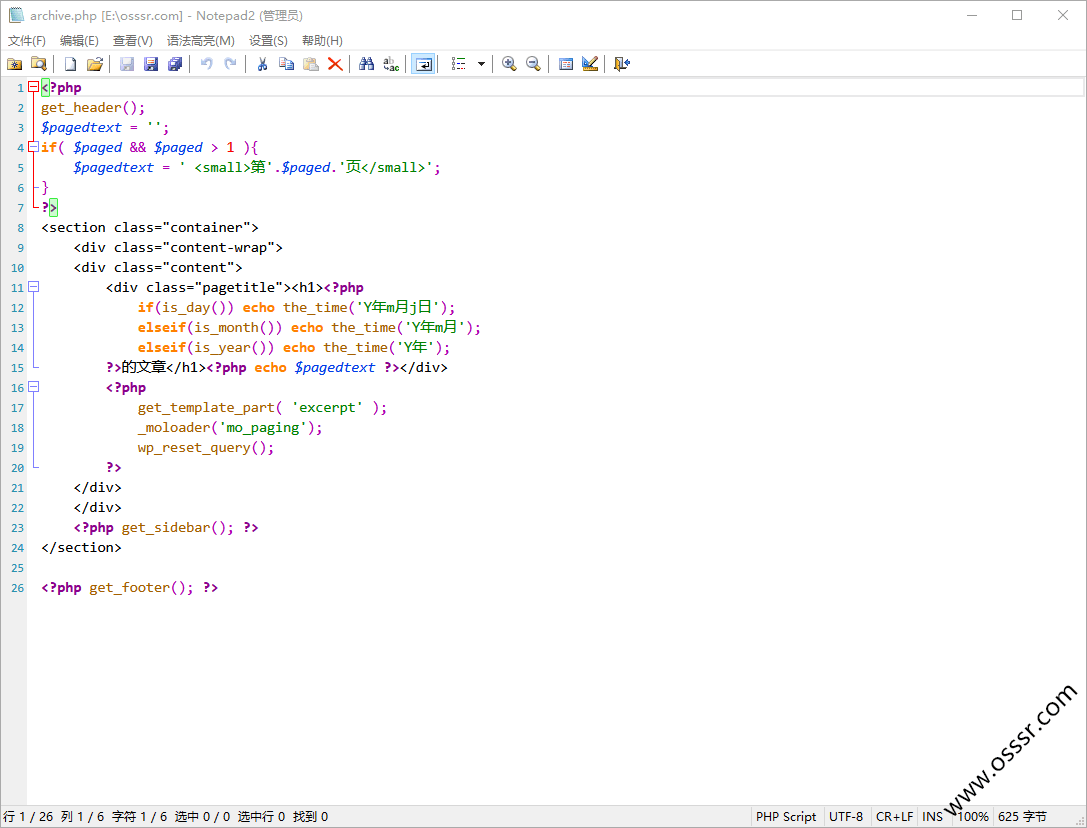 archive.php [E:\osssr.com] - Notepad2 (管理员)
文件(F) 编辑(E) 查看(V) 语法高亮(M) 设置(S) 帮助(H)
1 <?php
2 get_header();
3 $pagedtext = '';
4 if( $paged && $paged > 1 ){
5     $pagedtext = ' <small>第'.$paged.'页</small>';
6 }
7 ?>
8 <section class="container">
9     <div class="content-wrap">
10     <div class="content">
11         <div class="pagetitle"><h1><?php
12             if(is_day()) echo the_time('Y年m月j日');
13             elseif(is_month()) echo the_time('Y年m月');
14             elseif(is_year()) echo the_time('Y年');
15         ?>的文章</h1><?php echo $pagedtext ?></div>
16         <?php
17             get_template_part( 'excerpt' );
18             _moloader('mo_paging');
19             wp_reset_query();
20         ?>
21     </div>
22     </div>
23     <?php get_sidebar(); ?>
24 </section>
25
26 <?php get_footer(); ?>
www.osssr.com
行 1 / 26 列 1 / 6 字符 1 / 6 选中 0 / 0 选中行 0 找到 0 PHP Script UTF-8 CR+LF INS 100% 625 字节